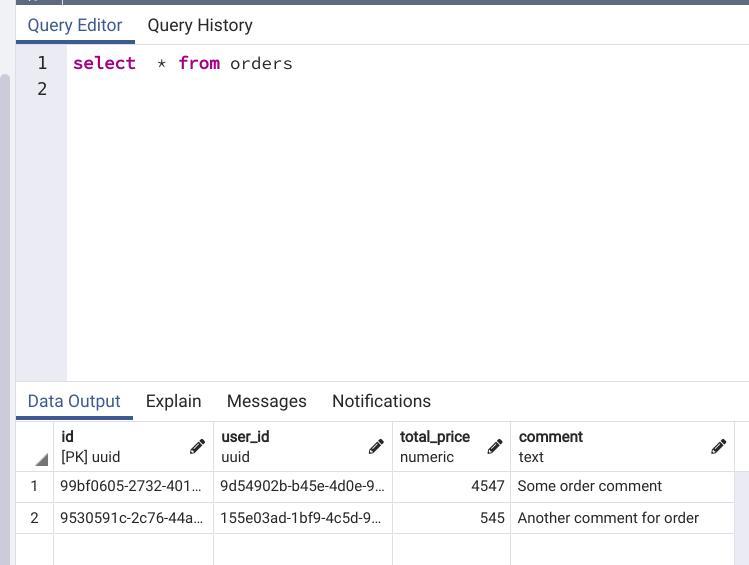 Query Editor Query History
1 select * from orders
2
Data Output Explain Messages Notifications
id user_id total_price comment
[PK] uuid uuid numeric text
1 99bf0605-2732-401... 9d54902b-b45e-4d0e-9... 4547 Some order comment
2 9530591c-2c76-44a... 155e03ad-1bf9-4c5d-9... 545 Another comment for order